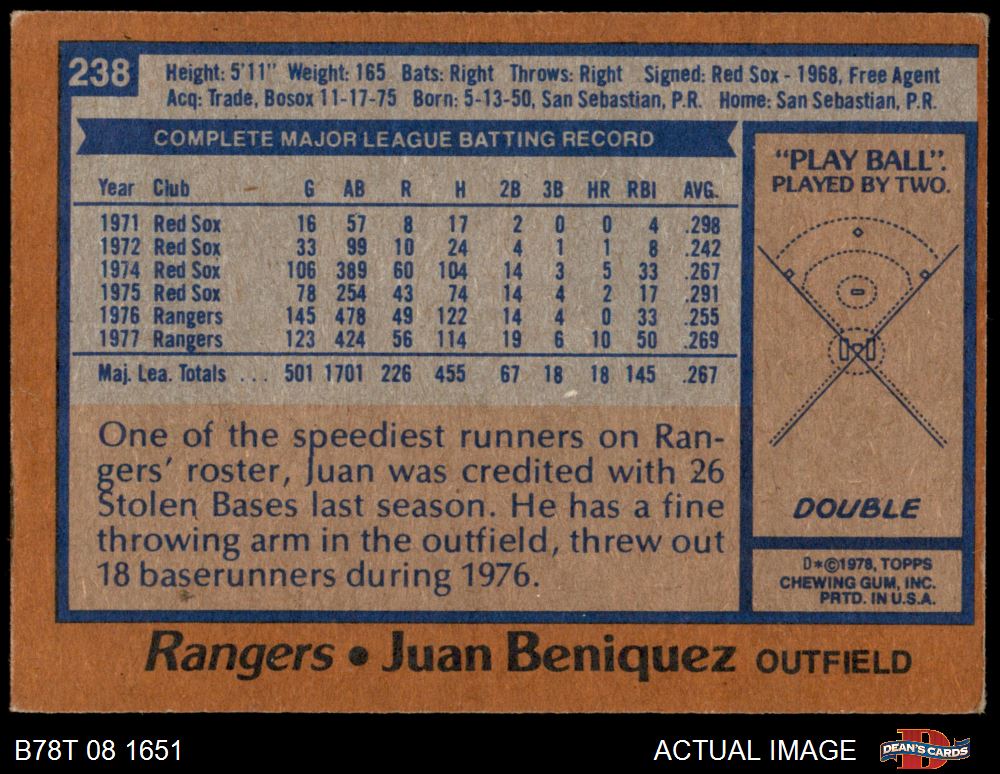 238
Height: 5'11" Weight: 165 Bats: Right Throws: Right Signed: Red Sox - 1968, Free Agent
Acq: Trade, Bosox 11-17-75 Born: 5-13-50, San Sebastian, P.R. Home: San Sebastian, P.R.
COMPLETE MAJOR LEAGUE BATTING RECORD
Year Club G AB R H 2B 3B HR RBI AVG.
1971 Red Sox 16 57 8 17 2 0 0 4 .298
1972 Red Sox 33 99 10 24 4 1 1 8 .242
1974 Red Sox 106 389 60 104 14 3 5 33 .267
1975 Red Sox 78 254 43 74 14 4 2 17 .291
1976 Rangers 145 478 49 122 14 4 0 33 .255
1977 Rangers 123 424 56 114 19 6 10 50 .269
Maj. Lea. Totals ... 501 1701 226 455 67 18 18 145 .267
One of the speediest runners on Ran-
gers' roster, Juan was credited with 26
Stolen Bases last season. He has a fine
throwing arm in the outfield, threw out
18 baserunners during 1976.
"PLAY BALL".
PLAYED BY TWO.
DOUBLE
D*©1978, TOPPS
CHEWING GUM, INC.
PRTD. IN U.S.A.
Rangers • Juan Beniquez OUTFIELD
B78T 08 1651
ACTUAL IMAGE
DEAN'S CARDS